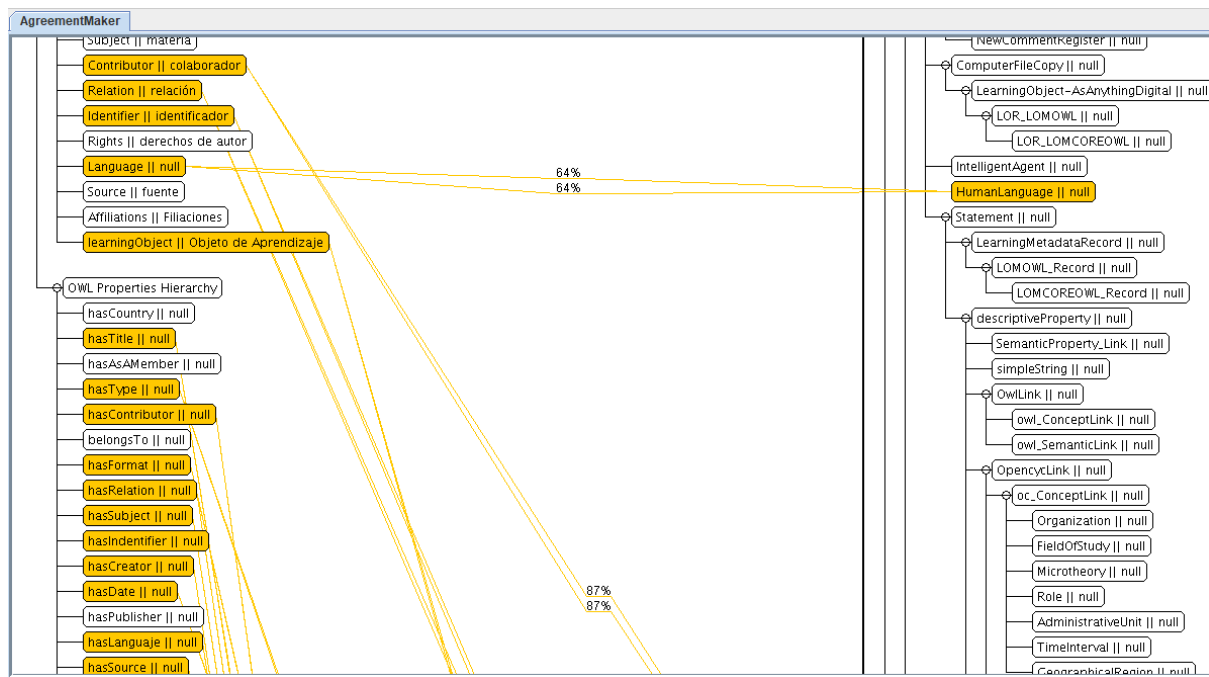 AgreementMaker
Subject || materia
Contributor || colaborador
Relation || relación
Identifier || identificador
Rights || derechos de autor
Language || null
Source || fuente
Affiliations || Filiaciones
learningObject || Objeto de Aprendizaje
OWL Properties Hierarchy
hasCountry || null
hasTitle || null
hasAsAMember || null
hasType || null
hasContributor || null
belongsTo || null
hasFormat || null
hasRelation || null
hasSubject || null
hasIndentifier || null
hasCreator || null
hasDate || null
hasPublisher || null
hasLanguaje || null
hasSource || null
64%
64%
87%
87%
NewCommentRegister || null
ComputerFileCopy || null
LearningObject-AsAnythingDigital || null
LOR_LOMOWL || null
LOR_LOMCOREOWL || null
IntelligentAgent || null
HumanLanguage || null
Statement || null
LearningMetadataRecord || null
LOMOWL_Record || null
LOMCOREOWL_Record || null
descriptiveProperty || null
SemanticProperty_Link || null
simpleString || null
OwlLink || null
owl_ConceptLink || null
owl_SemanticLink || null
OpencycLink || null
oc_ConceptLink || null
Organization || null
FieldOfStudy || null
Microtheory || null
Role || null
AdministrativeUnit || null
TimeInterval || null
GeographicalRegion || null